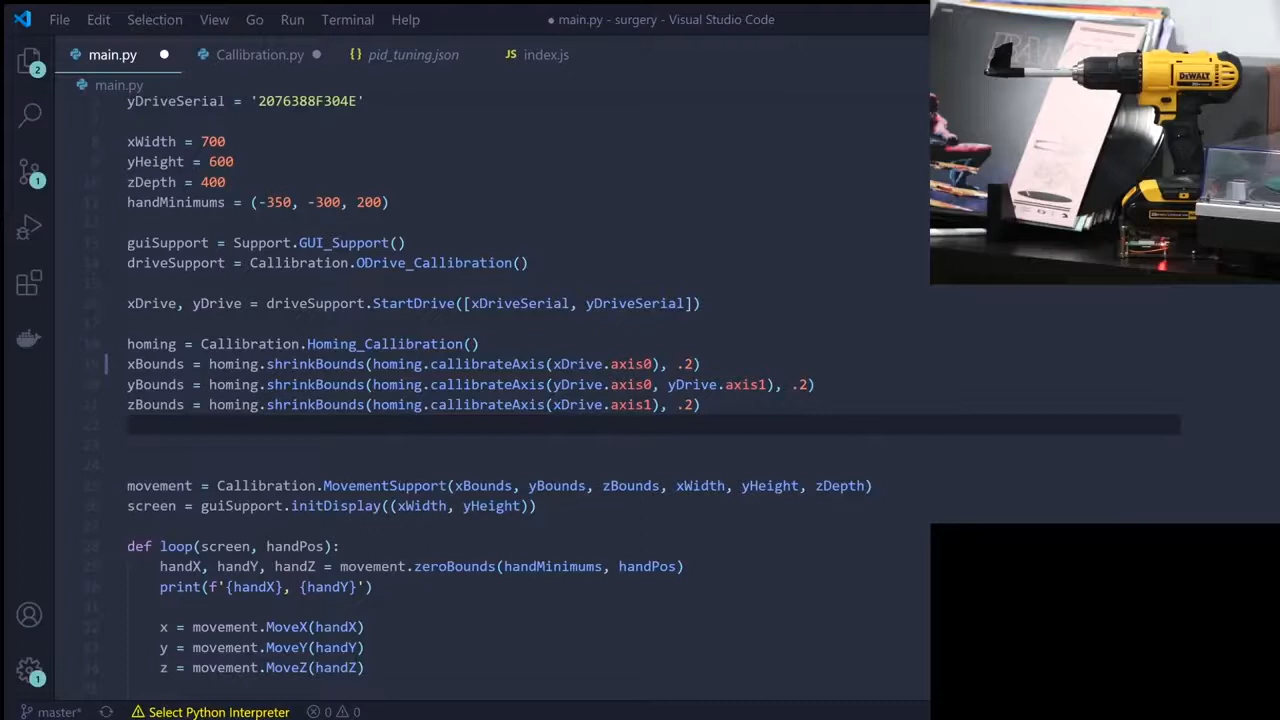 File Edit Selection View Go Run Terminal Help
● main.py - surgery - Visual Studio Code
main.py
Callibration.py
{} pid_tuning.json
JS index.js
main.py
2
1
1
yDriveSerial = '2076388F304E'
xWidth = 700
yHeight = 600
zDepth = 400
handMinimums = (-350, -300, 200)
guiSupport = Support.GUI_Support()
driveSupport = Callibration.ODrive_Callibration()
xDrive, yDrive = driveSupport.StartDrive([xDriveSerial, yDriveSerial])
homing = Callibration.Homing_Callibration()
xBounds = homing.shrinkBounds(homing.callibrateAxis(xDrive.axis0), .2)
yBounds = homing.shrinkBounds(homing.callibrateAxis(yDrive.axis0, yDrive.axis1), .2)
zBounds = homing.shrinkBounds(homing.callibrateAxis(xDrive.axis1), .2)
movement = Callibration.MovementSupport(xBounds, yBounds, zBounds, xWidth, yHeight, zDepth)
screen = guiSupport.initDisplay((xWidth, yHeight))
def loop(screen, handPos):
handX, handY, handZ = movement.zeroBounds(handMinimums, handPos)
print(f'{handX}, {handY}')
x = movement.MoveX(handX)
y = movement.MoveY(handY)
z = movement.MoveZ(handZ)
master*
Select Python Interpreter
0 0
DEWALT